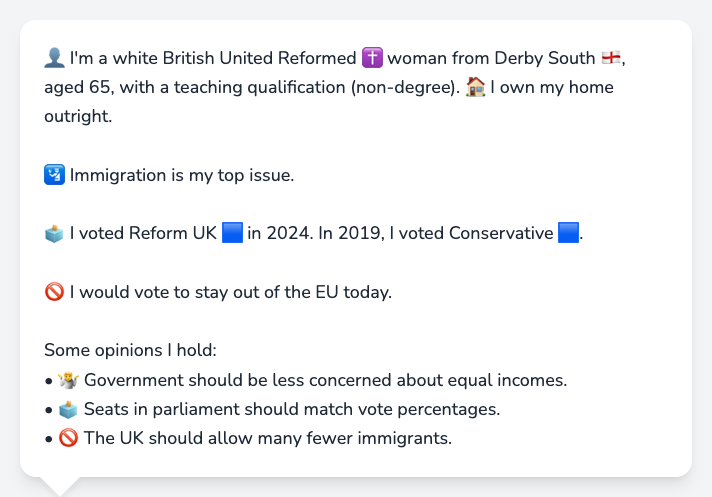 👤 I'm a white British United Reformed ✝️ woman from Derby South 🏴󠁧󠁢󠁥󠁮󠁧󠁿,
aged 65, with a teaching qualification (non-degree). 🏠 I own my home
outright.
🛂 Immigration is my top issue.
🗳️ I voted Reform UK 🟦 in 2024. In 2019, I voted Conservative 🟦.
🚫 I would vote to stay out of the EU today.
Some opinions I hold:
• 🤷 Government should be less concerned about equal incomes.
• 🗳️ Seats in parliament should match vote percentages.
• 🚫 The UK should allow many fewer immigrants.